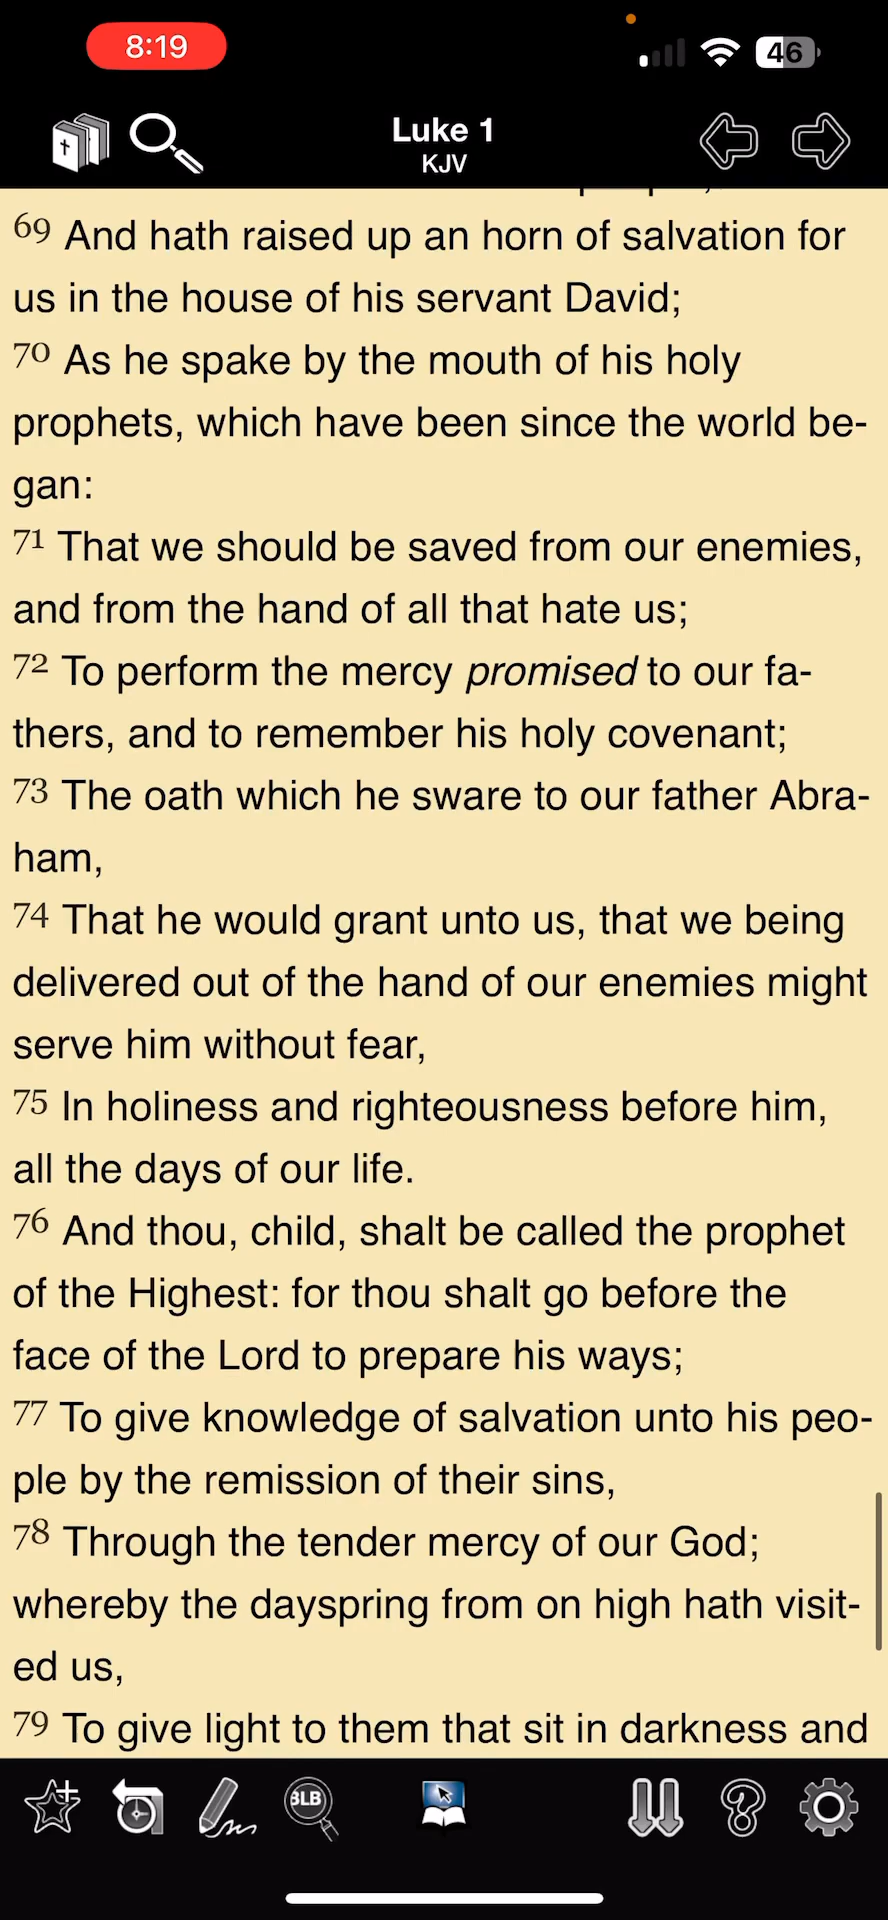 8:19
46
Luke 1
KJV
69 And hath raised up an horn of salvation for
us in the house of his servant David;
70 As he spake by the mouth of his holy
prophets, which have been since the world be-
gan:
71 That we should be saved from our enemies,
and from the hand of all that hate us;
72 To perform the mercy promised to our fa-
thers, and to remember his holy covenant;
73 The oath which he sware to our father Abra-
ham,
74 That he would grant unto us, that we being
delivered out of the hand of our enemies might
serve him without fear,
75 In holiness and righteousness before him,
all the days of our life.
76 And thou, child, shalt be called the prophet
of the Highest: for thou shalt go before the
face of the Lord to prepare his ways;
77 To give knowledge of salvation unto his peo-
ple by the remission of their sins,
78 Through the tender mercy of our God;
whereby the dayspring from on high hath visit-
ed us,
79 To give light to them that sit in darkness and
BLB